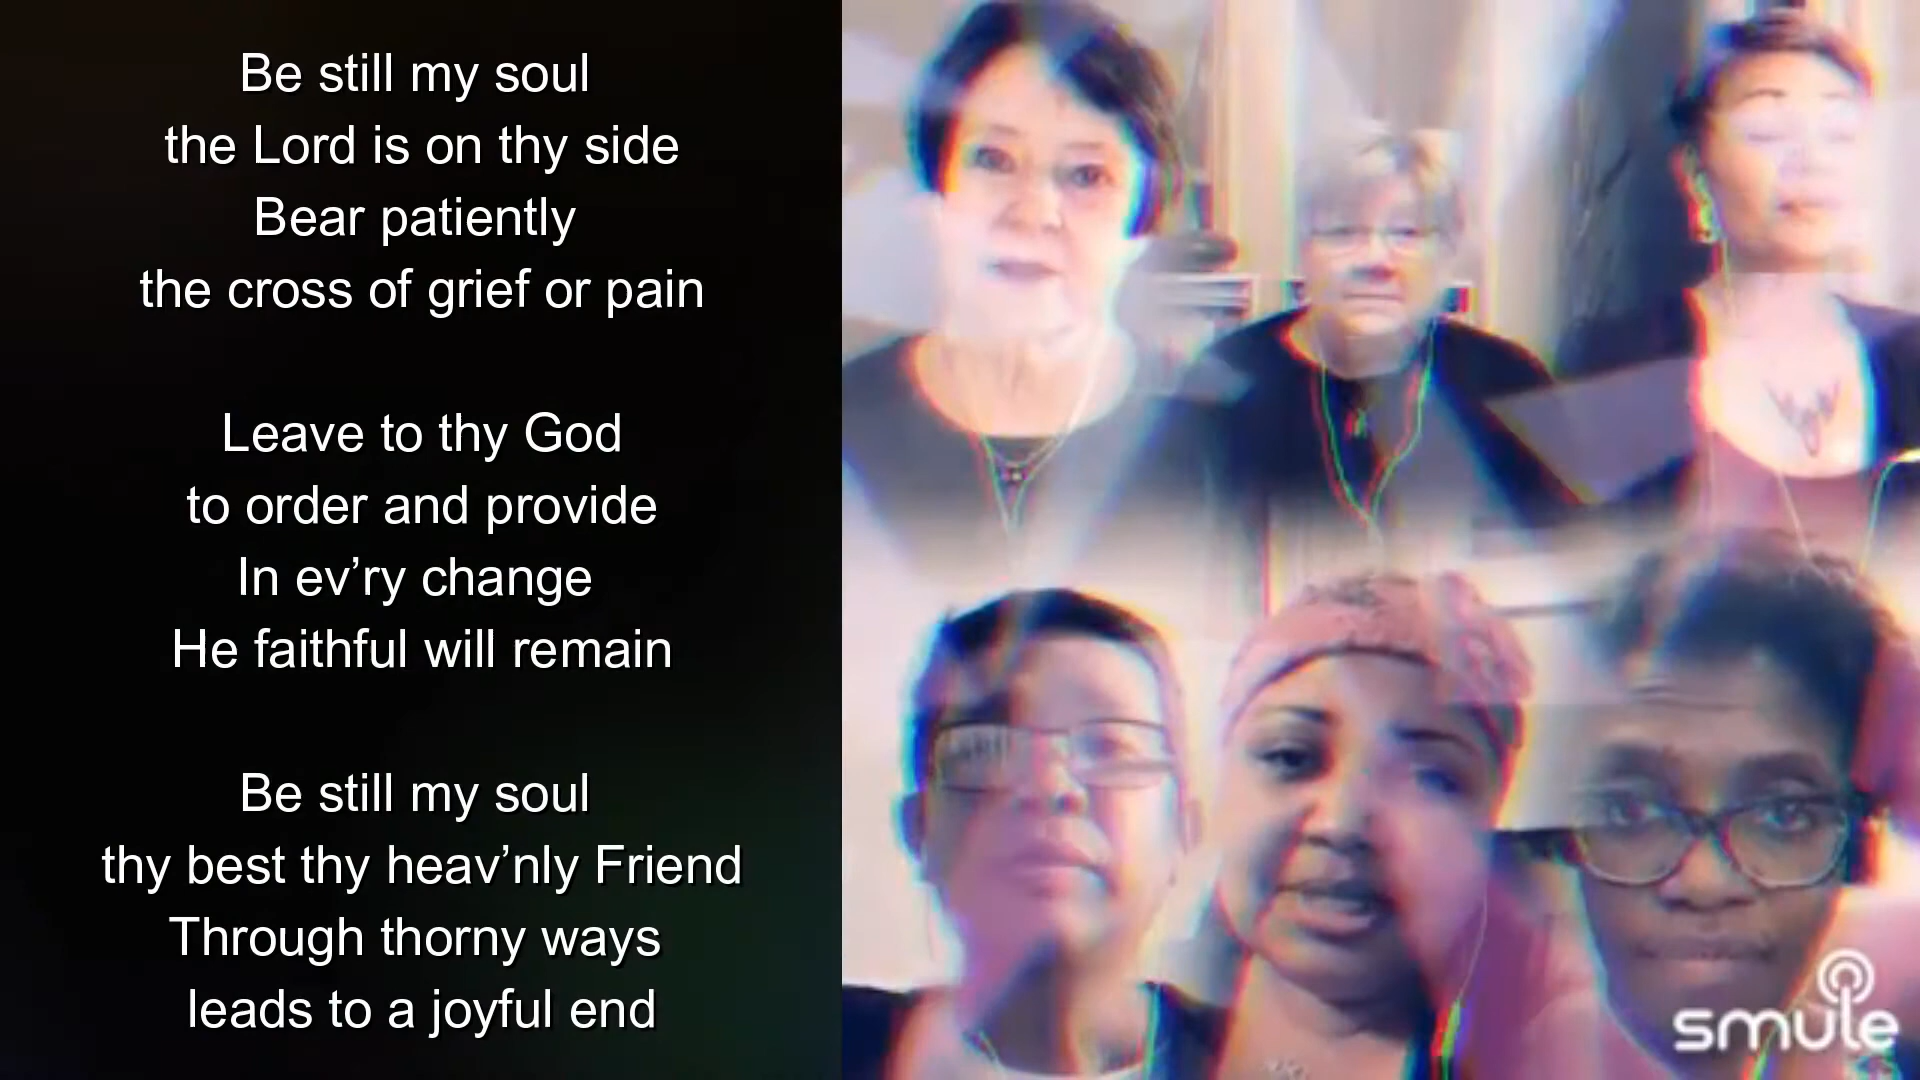 Be still my soul
the Lord is on thy side
Bear patiently
the cross of grief or pain
Leave to thy God
to order and provide
In ev’ry change
He faithful will remain
Be still my soul
thy best thy heav’nly Friend
Through thorny ways
leads to a joyful end
smule